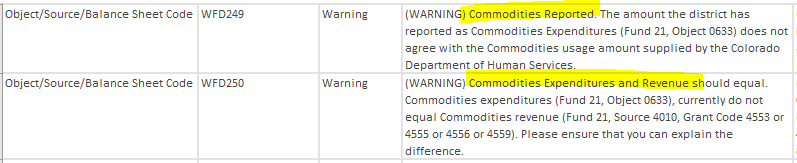 Object/Source/Balance Sheet Code WFD249 Warning (WARNING) Commodities Reported. The amount the district has
reported as Commodities Expenditures (Fund 21, Object 0633) does not
agree with the Commodities usage amount supplied by the Colorado
Department of Human Services.
Object/Source/Balance Sheet Code WFD250 Warning (WARNING) Commodities Expenditures and Revenue should equal.
Commodities expenditures (Fund 21, Object 0633), currently do not
equal Commodities revenue (Fund 21, Source 4010, Grant Code 4553 or
4555 or 4556 or 4559). Please ensure that you can explain the
difference.